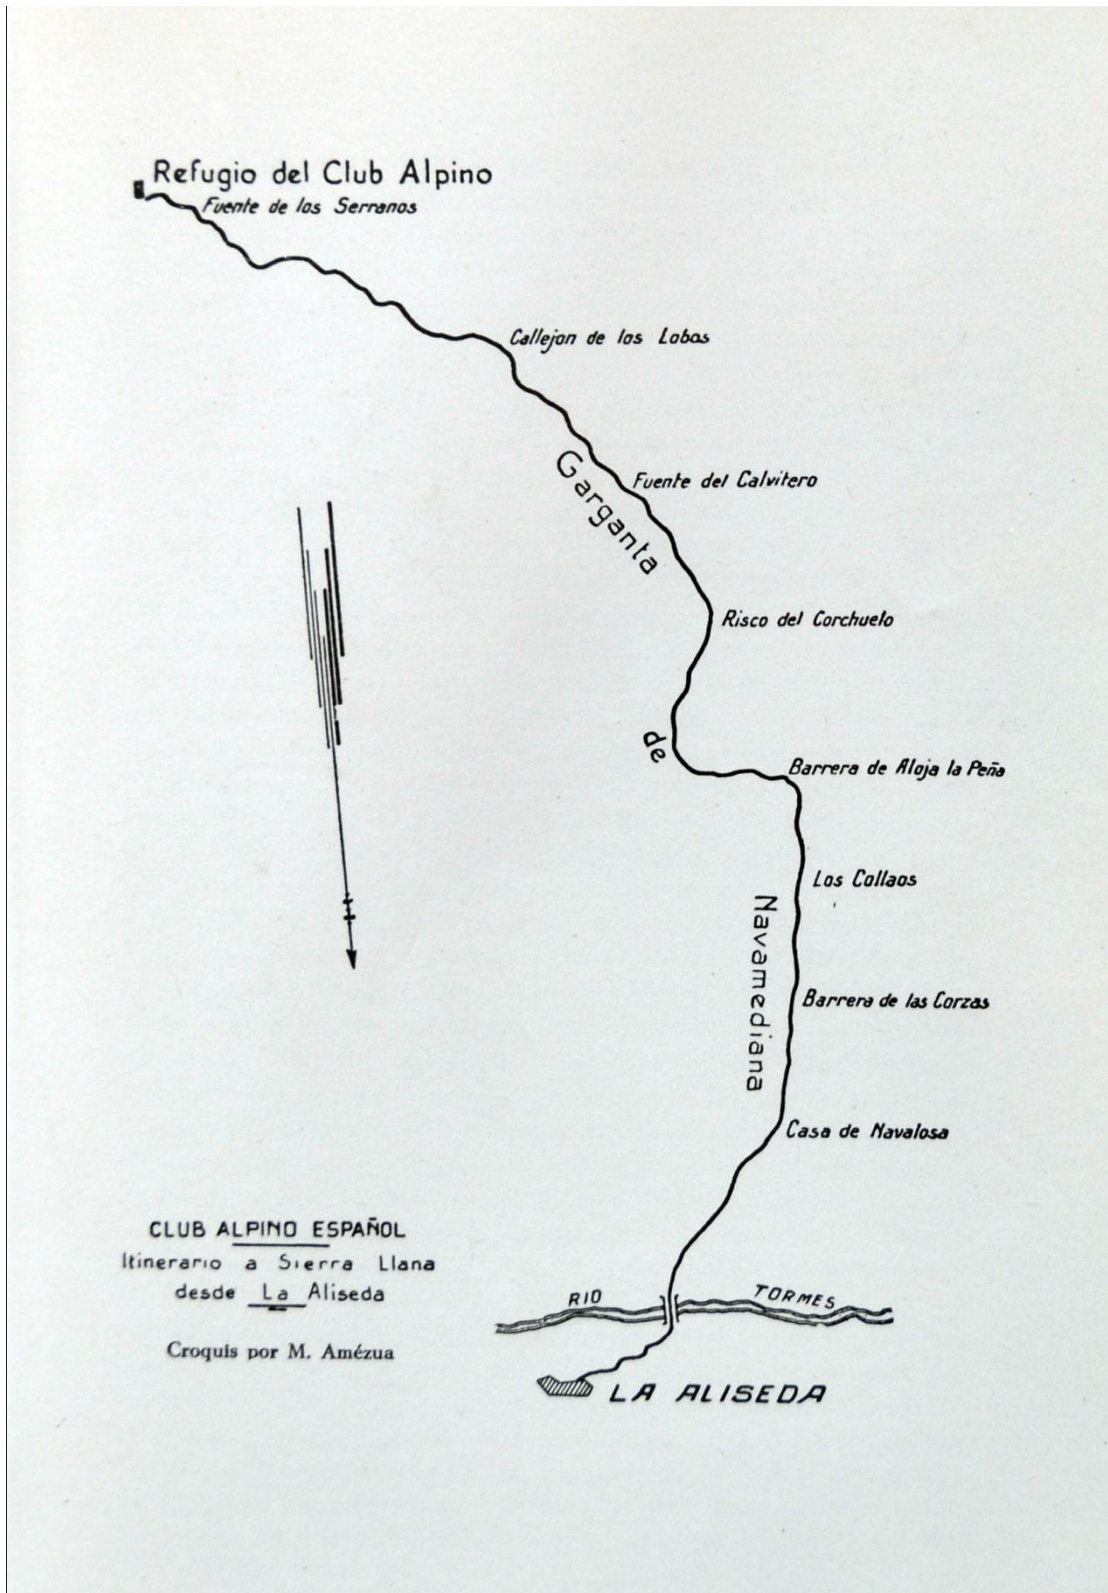 Refugio del Club Alpino
Fuente de los Serranos
Callejon de los Lobos
Garganta
Fuente del Calvitero
Risco del Corchuelo
de
Barrera de Aloja la Peña
Los Collaos
Navamediana
Barrera de las Corzas
Casa de Navalosa
CLUB ALPINO ESPAÑOL
Itinerario a Sierra Llana
desde La Aliseda
Croquis por M. Amézua
RIO TORMES
LA ALISEDA